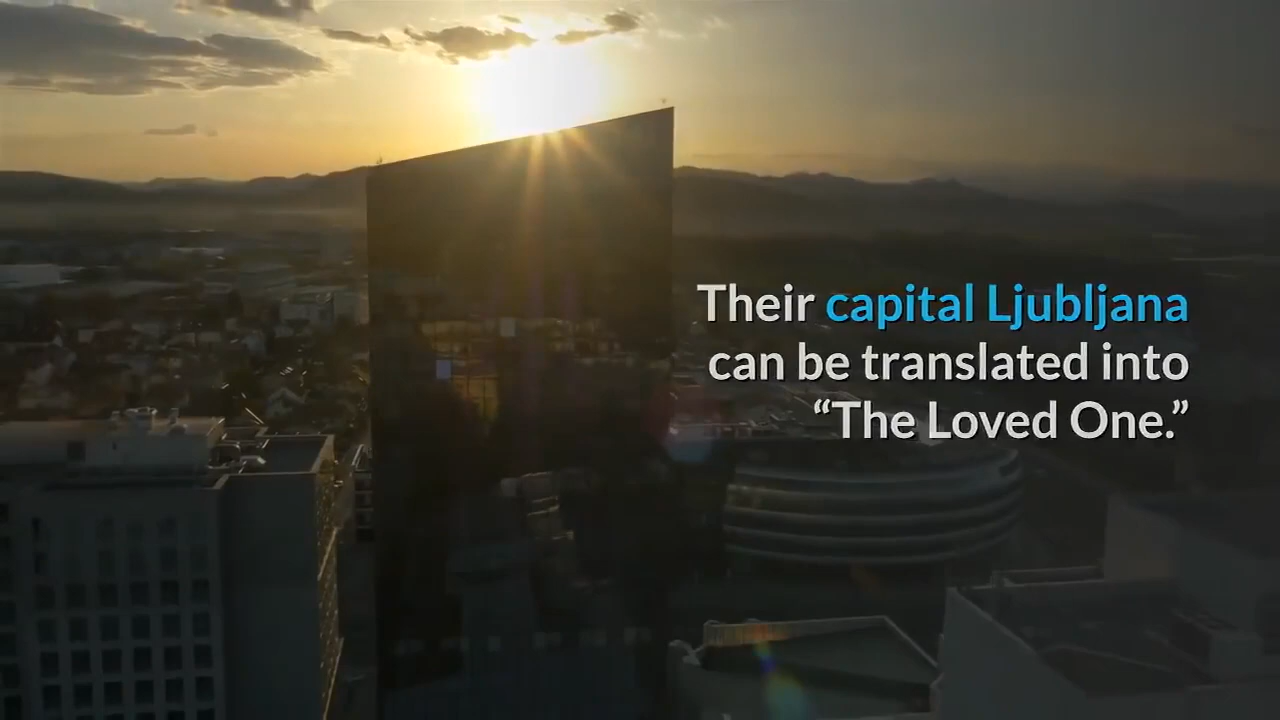 Their capital Ljubljana
can be translated into
“The Loved One.”